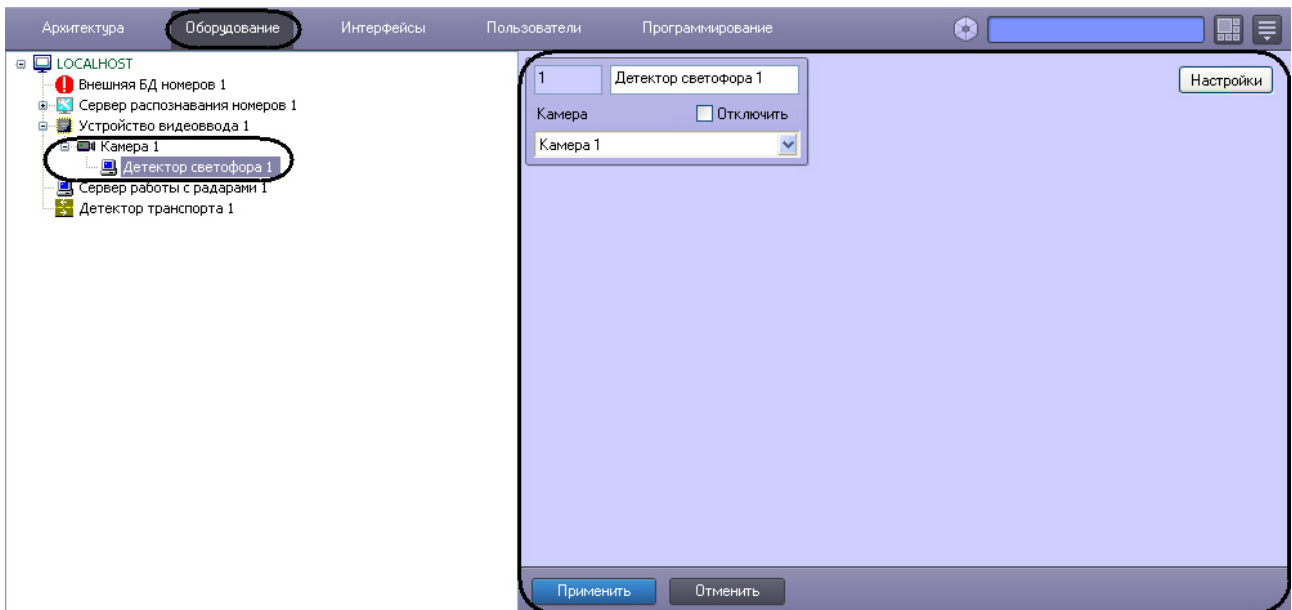 Архитектура Оборудование Интерфейсы Пользователи Программирование
LOCALHOST
Внешняя БД номеров 1
Сервер распознавания номеров 1
Устройство видеоввода 1
Камера 1
Детектор светофора 1
Сервер работы с радарами 1
Детектор транспорта 1
1 Детектор светофора 1
Настройки
Камера Отключить
Камера 1
Применить Отменить